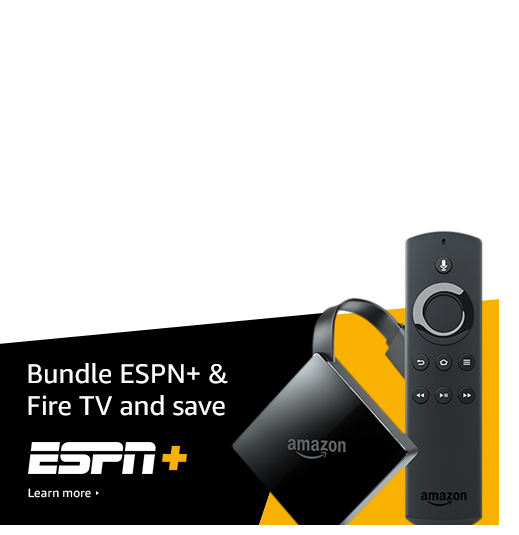 Bundle ESPN+ &
Fire TV and save
ESPN+
Learn more
amazon
amazon